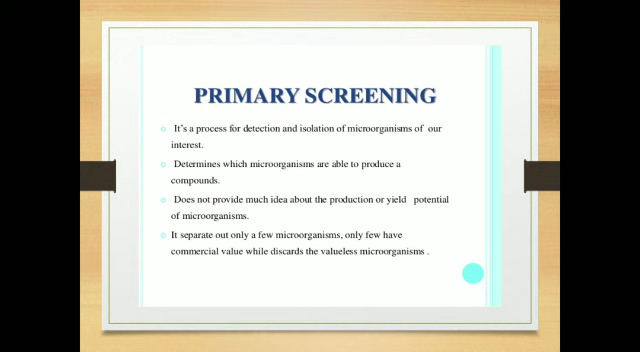 PRIMARY SCREENING
It's a process for detection and isolation of microorganisms of our
interest.
Determines which microorganisms are able to produce a
compounds.
Does not provide much idea about the production or yield potential
of microorganisms.
It separate out only a few microorganisms, only few have
commercial value while discards the valueless microorganisms .